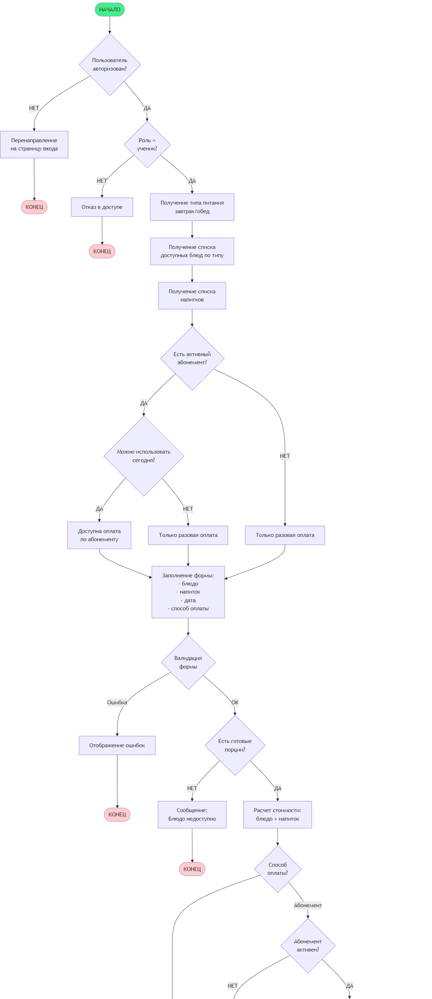 НАЧАЛО
Пользователь
авторизован?
НЕТ
ДА
Перенаправление
на страницу входа
Роль =
ученик?
НЕТ
ДА
КОНЕЦ
Отказ в доступе
Получение типа питания
завтрак/обед
КОНЕЦ
Получение списка
доступных блюд по типу
Получение списка
напитков
Есть активный
абонемент?
ДА
Можно использовать
сегодня?
НЕТ
ДА
НЕТ
Доступна оплата
по абонементу
Только разовая оплата
Только разовая оплата
Заполнение формы:
- блюдо
- напиток
- дата
- способ оплаты
Валидация
формы
Ошибка
OK
Отображение ошибок
Есть готовые
порции?
НЕТ
ДА
КОНЕЦ
Сообщение:
Блюдо недоступно
Расчет стоимости:
блюдо + напиток
КОНЕЦ
Способ
оплаты?
Абонемент
Абонемент
активен?
НЕТ
ДА